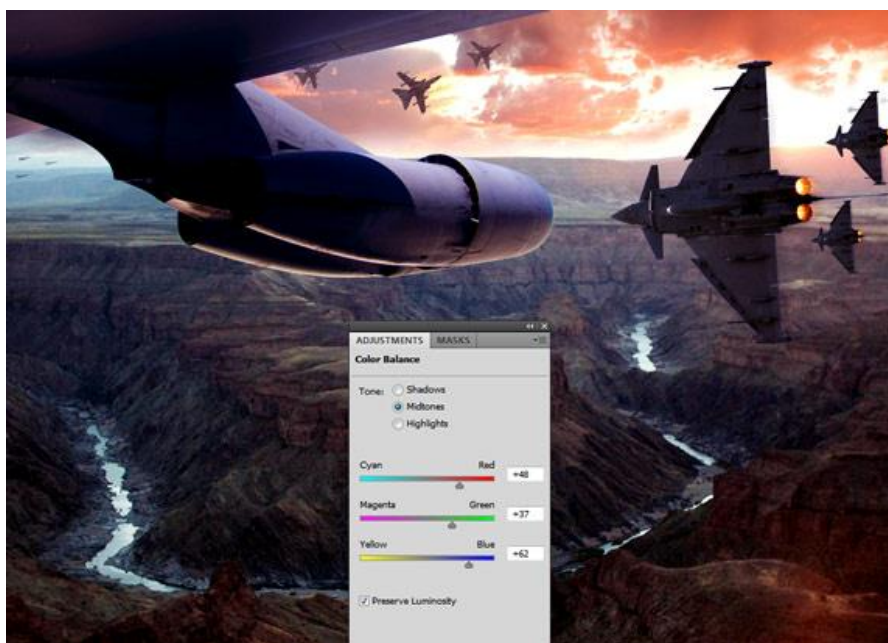 ADJUSTMENTS MASKS
Color Balance
Tone: Shadows
Midtones
Highlights
Cyan Red +48
Magenta Green +37
Yellow Blue +62
Preserve Luminosity